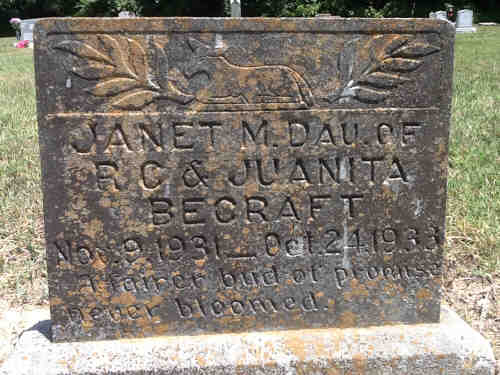 JANET M. DAU. OF
R C & JUANITA
BECRAFT
Nov. 9, 1931 — Oct. 24, 1933
A fairer bud of promise
never bloomed.